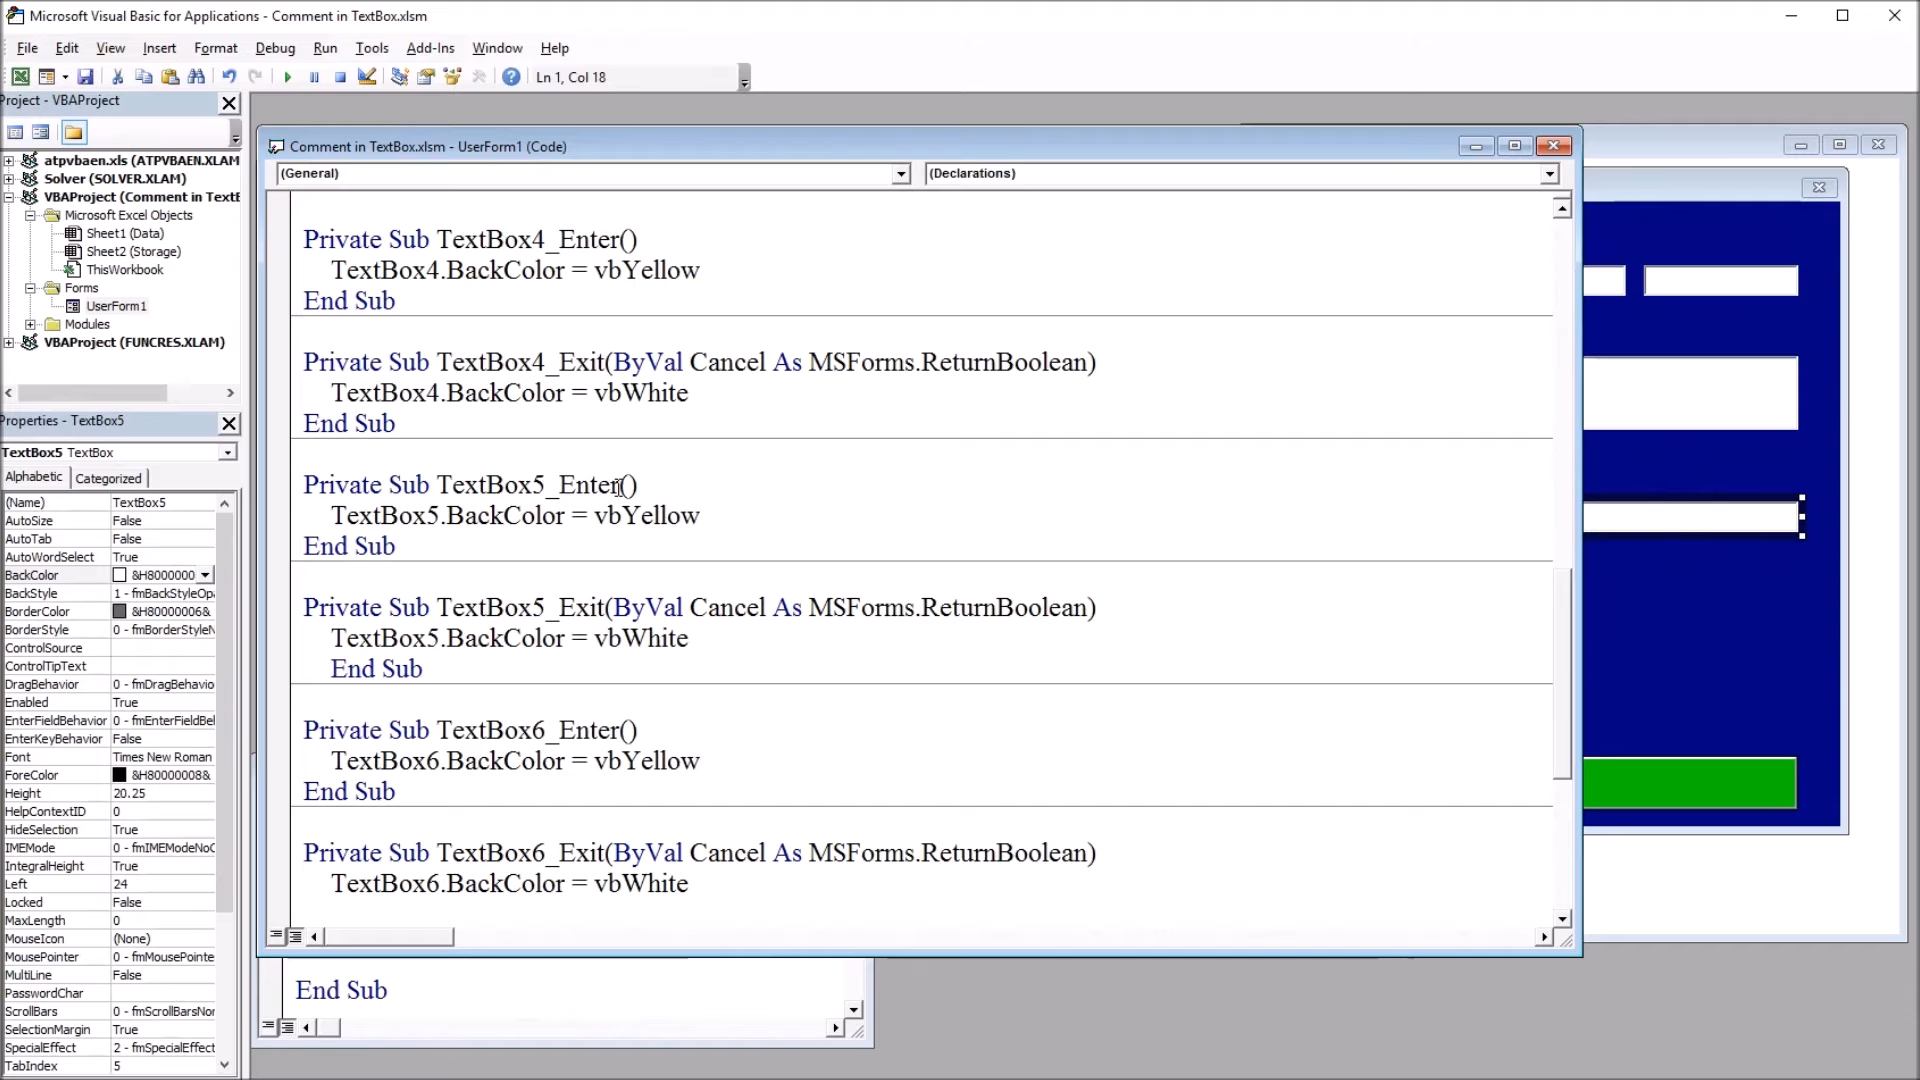 Microsoft Visual Basic for Applications - Comment in TextBox.xlsm
File Edit View Insert Format Debug Run Tools Add-Ins Window Help
Ln 1, Col 18
Project - VBAProject
atpvbaen.xls (ATPVBAEN.XLAM
Solver (SOLVER.XLAM)
VBAProject (Comment in TextB
Microsoft Excel Objects
Sheet1 (Data)
Sheet2 (Storage)
ThisWorkbook
Forms
UserForm1
Modules
VBAProject (FUNCRES.XLAM)
Properties - TextBox5
TextBox5 TextBox
Alphabetic Categorized
(Name) TextBox5
AutoSize False
AutoTab False
AutoWordSelect True
BackColor &H8000000
BackStyle 1 - fmBackStyleOp
BorderColor &H80000006&
BorderStyle 0 - fmBorderStyleN
ControlSource
ControlTipText
DragBehavior 0 - fmDragBehavio
Enabled True
EnterFieldBehavior 0 - fmEnterFieldBel
EnterKeyBehavior False
Font Times New Roman
ForeColor &H80000008&
Height 20.25
HelpContextID 0
HideSelection True
IMEMode 0 - fmIMEModeNoC
IntegralHeight True
Left 24
Locked False
MaxLength 0
MouseIcon (None)
MousePointer 0 - fmMousePointe
MultiLine False
PasswordChar
ScrollBars 0 - fmScrollBarsNor
SelectionMargin True
SpecialEffect 2 - fmSpecialEffect
TabIndex 5
Comment in TextBox.xlsm - UserForm1 (Code)
(General) (Declarations)
Private Sub TextBox4_Enter()
TextBox4.BackColor = vbYellow
End Sub
Private Sub TextBox4_Exit(ByVal Cancel As MSForms.ReturnBoolean)
TextBox4.BackColor = vbWhite
End Sub
Private Sub TextBox5_Enter()
TextBox5.BackColor = vbYellow
End Sub
Private Sub TextBox5_Exit(ByVal Cancel As MSForms.ReturnBoolean)
TextBox5.BackColor = vbWhite
End Sub
Private Sub TextBox6_Enter()
TextBox6.BackColor = vbYellow
End Sub
Private Sub TextBox6_Exit(ByVal Cancel As MSForms.ReturnBoolean)
TextBox6.BackColor = vbWhite
End Sub